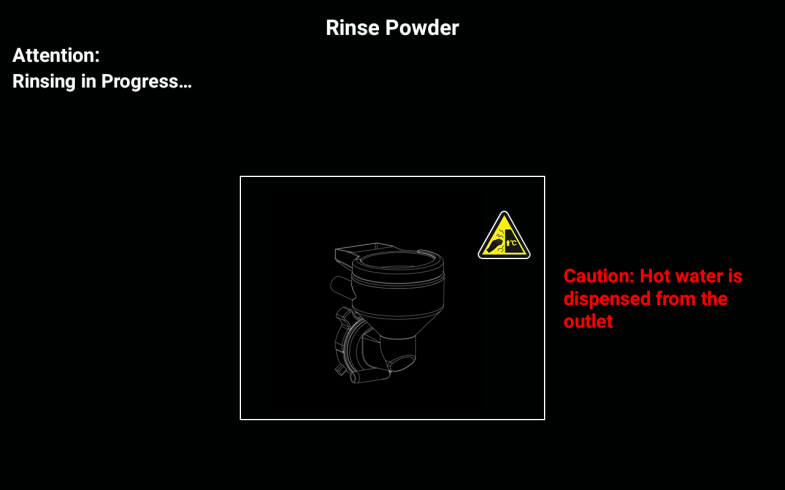 Rinse Powder
Attention:
Rinsing in Progress…
°C
Caution: Hot water is
dispensed from the
outlet